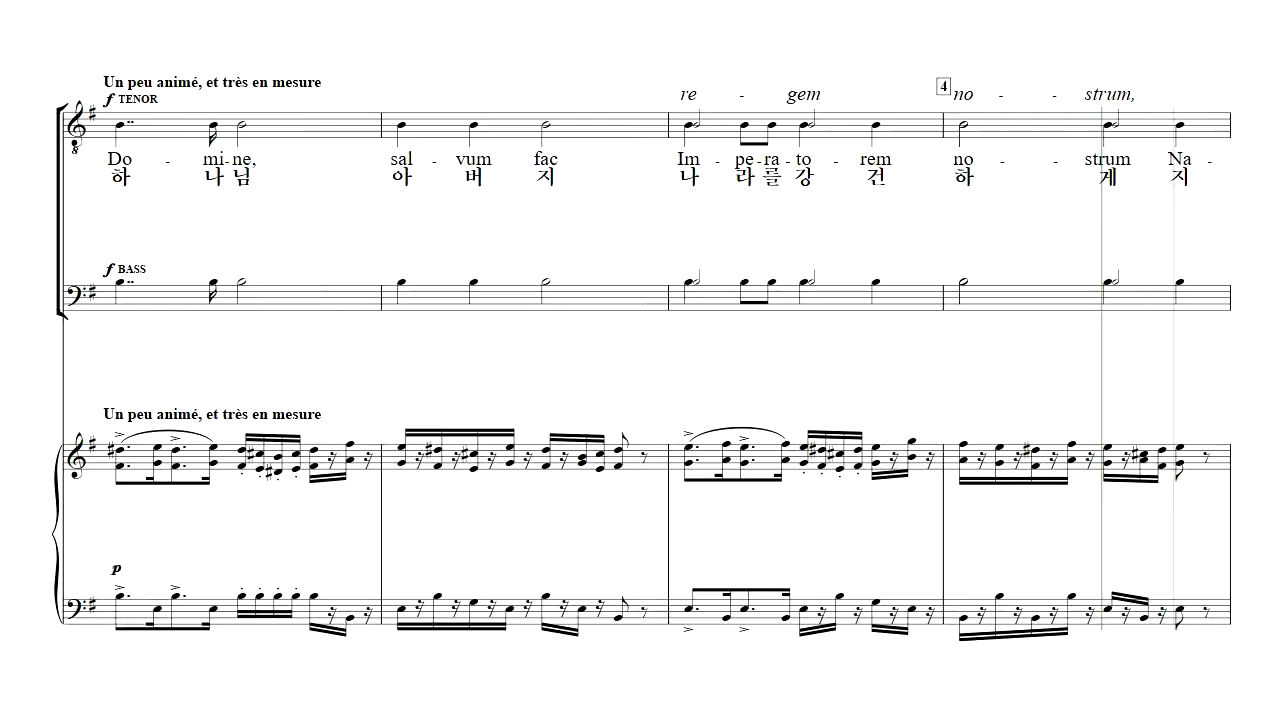 Un peu animé, et très en mesure
f TENOR
re - gem
4
no - - strum,
Do - mi - ne, sal - vum fac Im - pe - ra - to - rem no - - strum Na -
하 나 님 아 버 지 나 라 를 강 건 하 게 지
f BASS
Un peu animé, et très en mesure
p